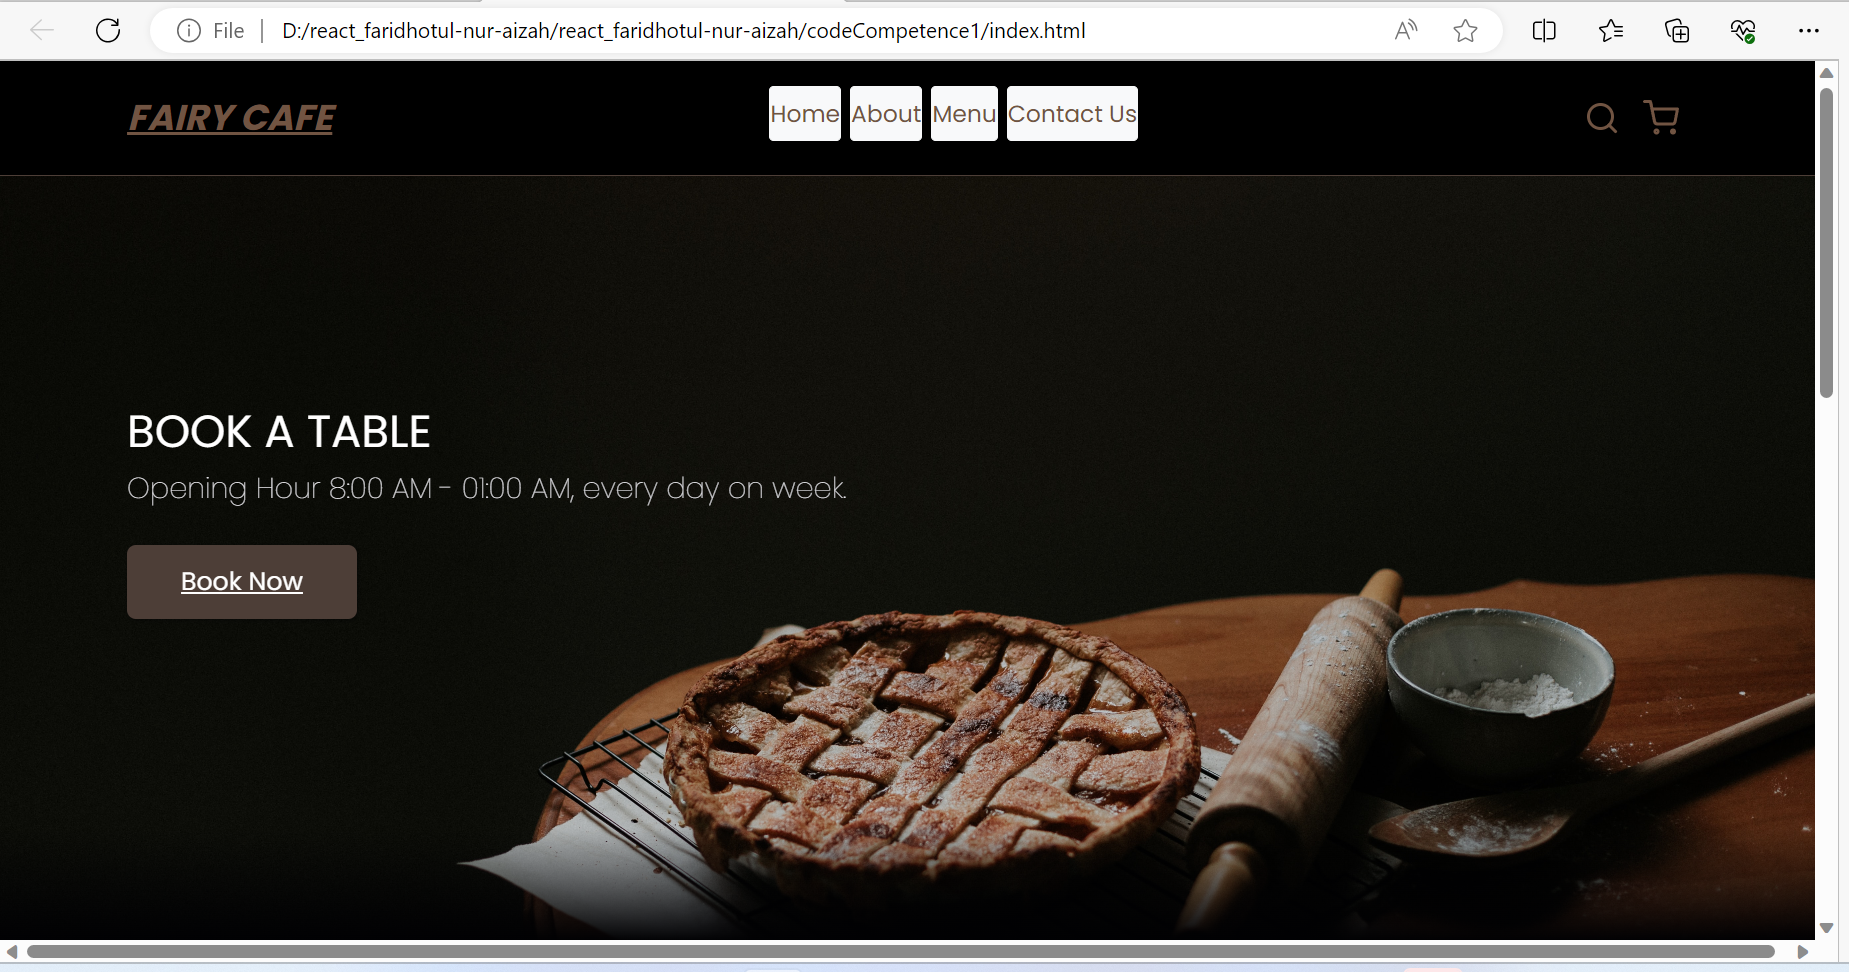 File
D:/react_faridhotul-nur-aizah/react_faridhotul-nur-aizah/codeCompetence1/index.html
FAIRY CAFE
Home About Menu Contact Us
BOOK A TABLE
Opening Hour 8:00 AM - 01:00 AM, every day on week.
Book Now